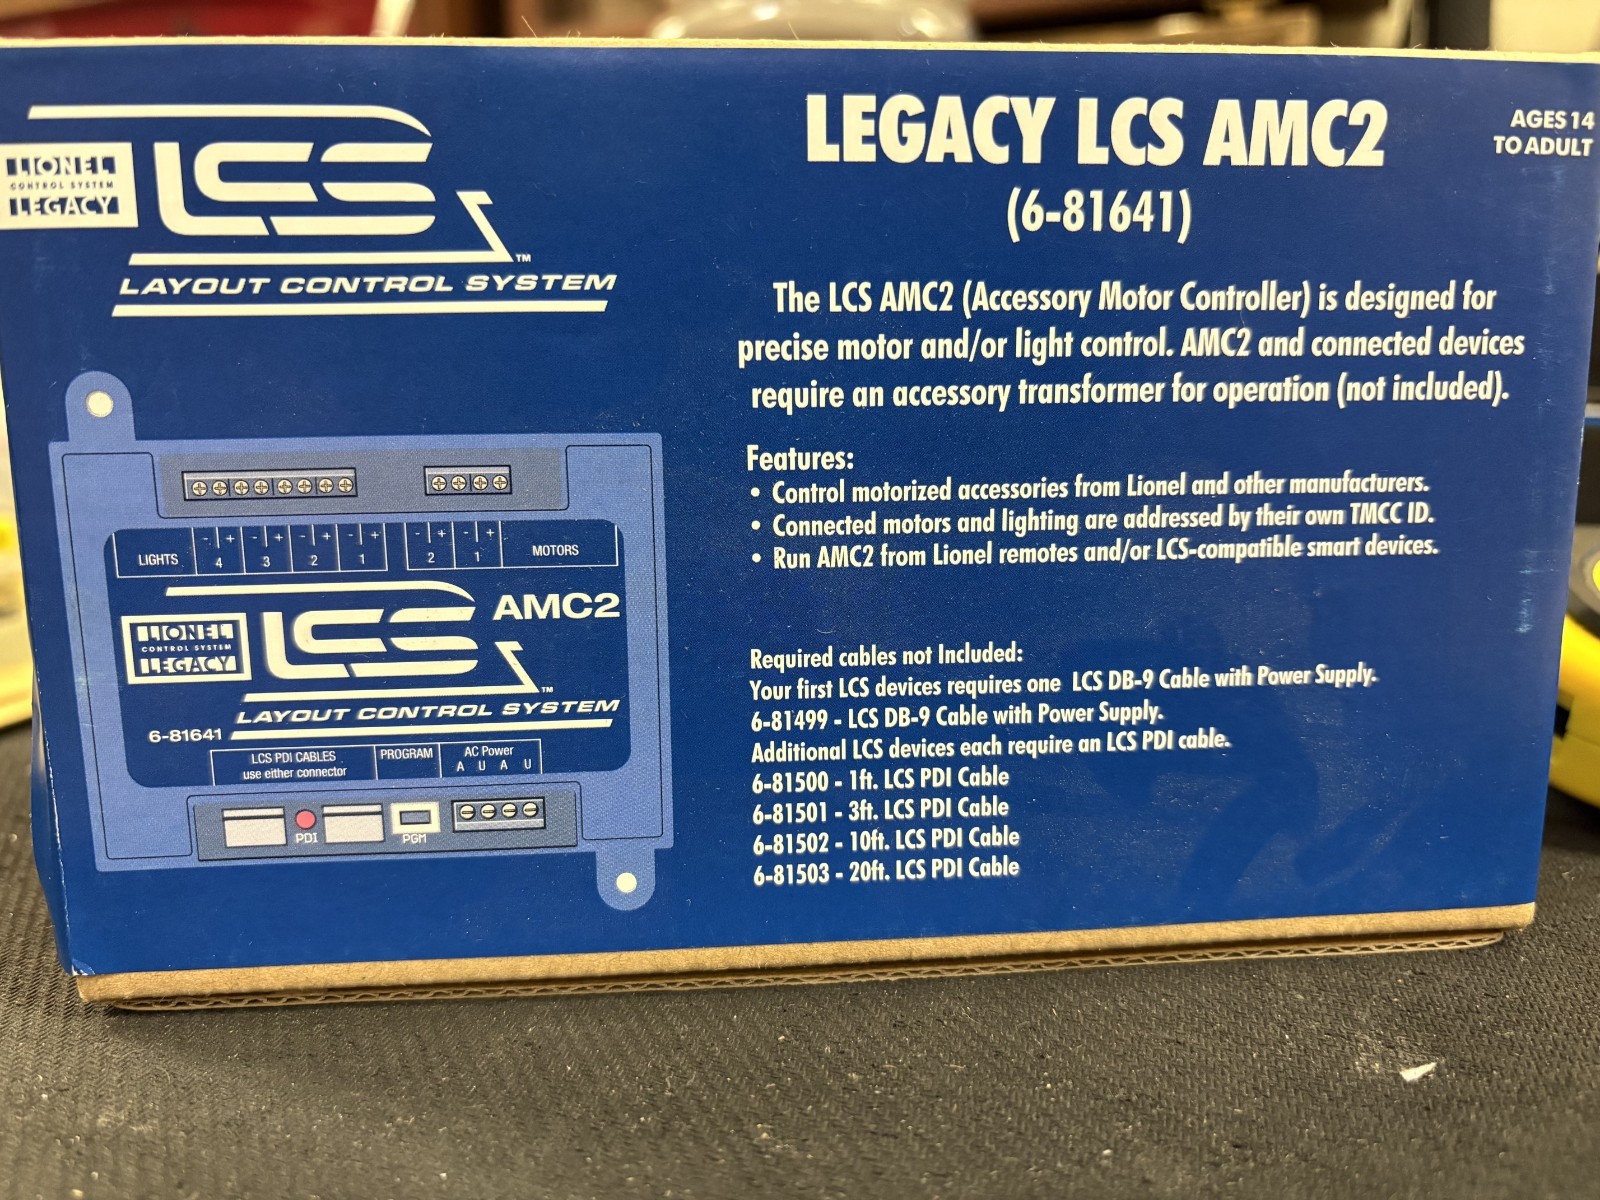 LIONEL
CONTROL SYSTEM
LEGACY
LCS
™
LAYOUT CONTROL SYSTEM
LEGACY LCS AMC2
(6-81641)
AGES 14
TO ADULT
The LCS AMC2 (Accessory Motor Controller) is designed for
precise motor and/or light control. AMC2 and connected devices
require an accessory transformer for operation (not included).
Features:
• Control motorized accessories from Lionel and other manufacturers.
• Connected motors and lighting are addressed by their own TMCC ID.
• Run AMC2 from Lionel remotes and/or LCS-compatible smart devices.
Required cables not Included:
Your first LCS devices requires one LCS DB-9 Cable with Power Supply.
6-81499 - LCS DB-9 Cable with Power Supply.
Additional LCS devices each require an LCS PDI cable.
6-81500 - 1ft. LCS PDI Cable
6-81501 - 3ft. LCS PDI Cable
6-81502 - 10ft. LCS PDI Cable
6-81503 - 20ft. LCS PDI Cable
- + - + - + - + - + - +
LIGHTS 4 3 2 1 2 1 MOTORS
LIONEL
CONTROL SYSTEM
LEGACY
LCS
AMC2
™
LAYOUT CONTROL SYSTEM
6-81641
LCS PDI CABLES
use either connector
PROGRAM
AC Power
A U A U
PDI
PGM